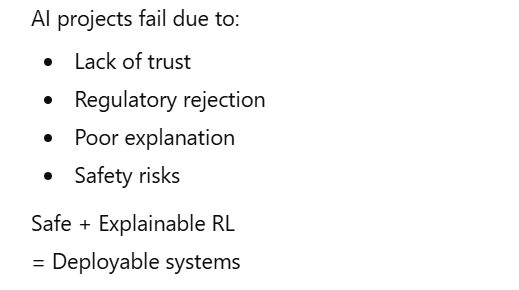 AI projects fail due to:
• Lack of trust
• Regulatory rejection
• Poor explanation
• Safety risks
Safe + Explainable RL
= Deployable systems